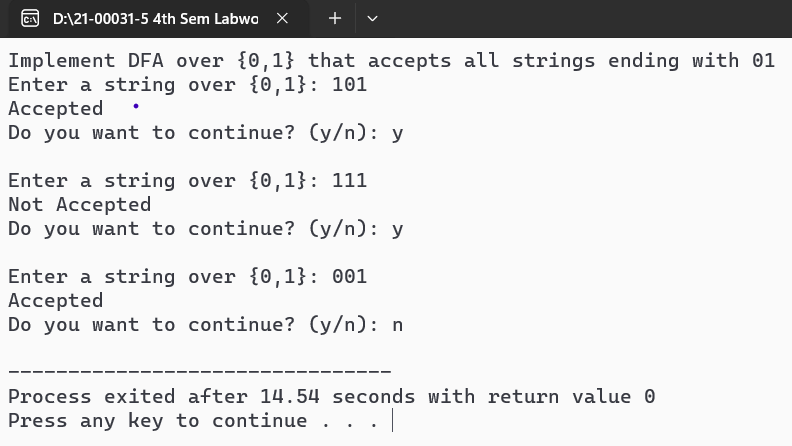 D:\21-00031-5 4th Sem Labwo
Implement DFA over {0,1} that accepts all strings ending with 01
Enter a string over {0,1}: 101
Accepted
Do you want to continue? (y/n): y
Enter a string over {0,1}: 111
Not Accepted
Do you want to continue? (y/n): y
Enter a string over {0,1}: 001
Accepted
Do you want to continue? (y/n): n
--------------------------------
Process exited after 14.54 seconds with return value 0
Press any key to continue . . .